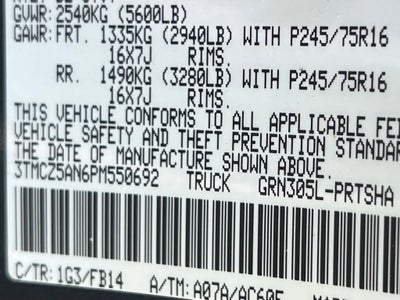 GVWR: 2540KG (5600LB)
GAWR: FRT. 1335KG (2940LB) WITH P245/75R16
16X7J RIMS.
RR. 1490KG (3280LB) WITH P245/75R16
16X7J RIMS.
THIS VEHICLE CONFORMS TO ALL APPLICABLE FE
VEHICLE SAFETY AND THEFT PREVENTION STANDAR
THE DATE OF MANUFACTURE SHOWN ABOVE.
3TMCZ5AN6PM550692 TRUCK GRN305L-PRTSHA
C/TR: 1G3/FB14 A/TM: A07A/AC60F